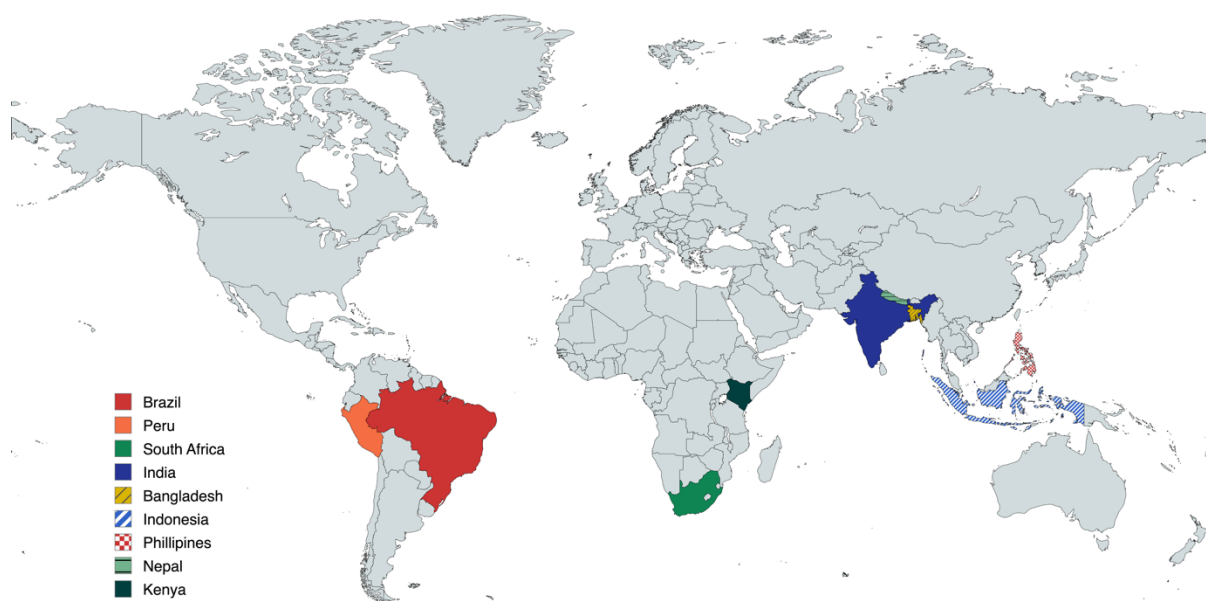 Brazil
Peru
South Africa
India
Bangladesh
Indonesia
Phillipines
Nepal
Kenya